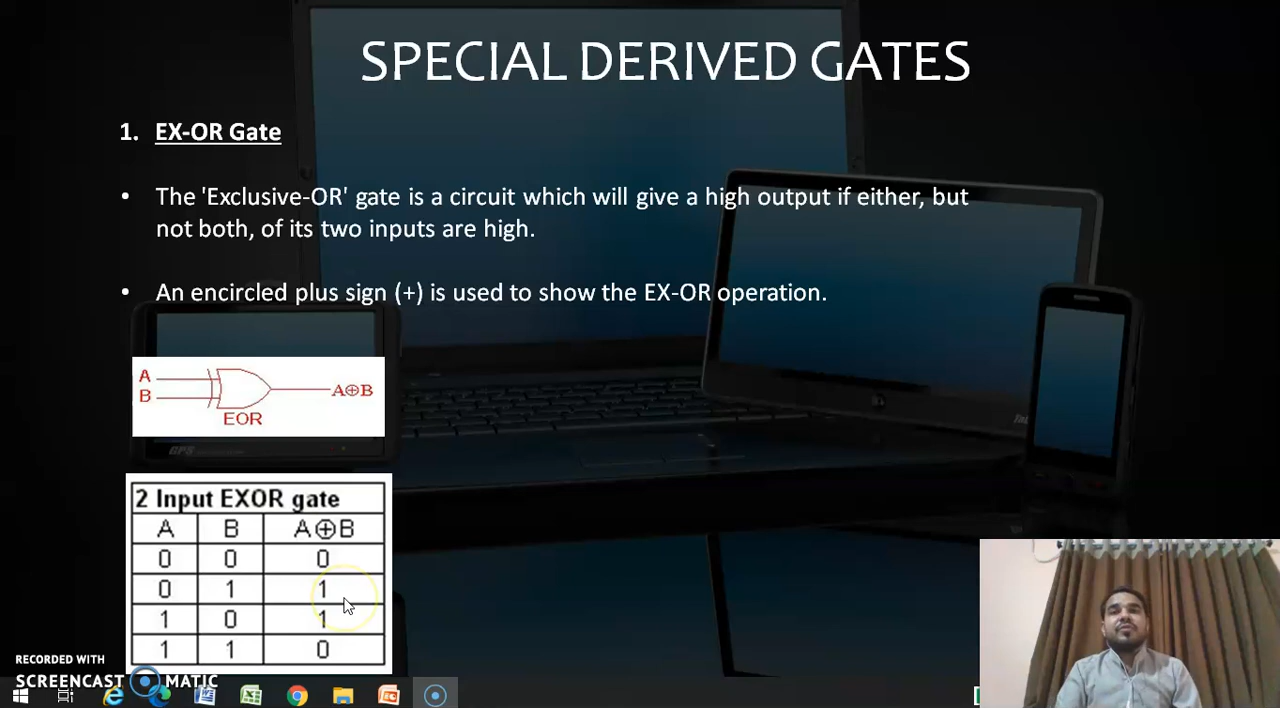 SPECIAL DERIVED GATES
1. EX-OR Gate
• The 'Exclusive-OR' gate is a circuit which will give a high output if either, but
not both, of its two inputs are high.
• An encircled plus sign (+) is used to show the EX-OR operation.
A
B
A⊕B
EOR
GPS
2 Input EXOR gate
A B A⊕B
0 0 0
0 1 1
1 0 1
1 1 0
RECORDED WITH
SCREENCAST MATIC